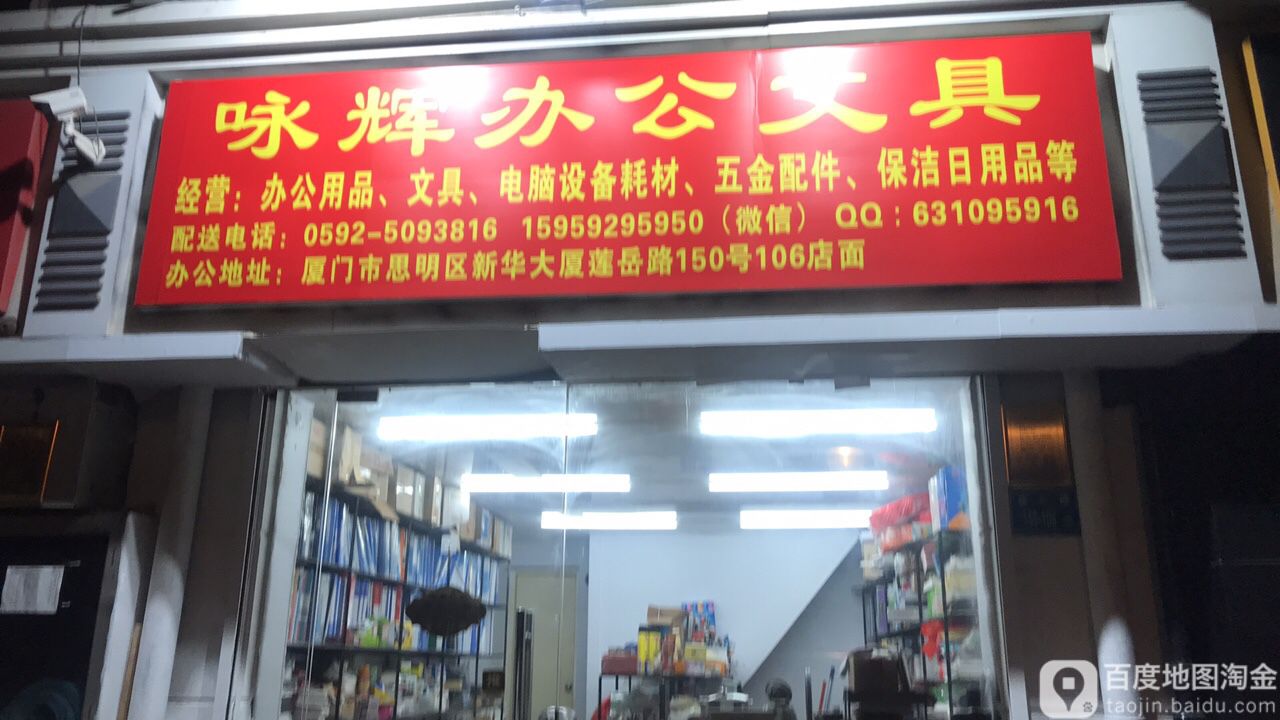 咏辉办公文具
经营：办公用品、文具、电脑设备耗材、五金配件、保洁日用品等
配送电话：0592-5093816 15959295950（微信） QQ：631095916
办公地址：厦门市思明区新华大厦莲岳路150号106店面
百度地图淘金
taojin.baidu.com